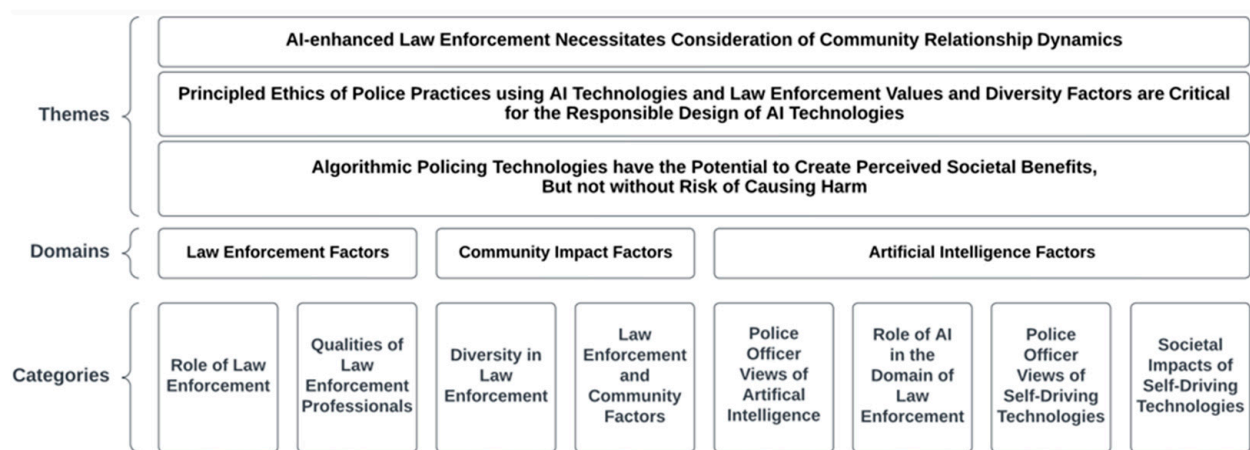 Themes
AI-enhanced Law Enforcement Necessitates Consideration of Community Relationship Dynamics
Principled Ethics of Police Practices using AI Technologies and Law Enforcement Values and Diversity Factors are Critical
for the Responsible Design of AI Technologies
Algorithmic Policing Technologies have the Potential to Create Perceived Societal Benefits,
But not without Risk of Causing Harm
Domains
Law Enforcement Factors
Community Impact Factors
Artificial Intelligence Factors
Categories
Role of Law
Enforcement
Qualities of
Law
Enforcement
Professionals
Diversity in
Law
Enforcement
Law
Enforcement
and
Community
Factors
Police
Officer
Views of
Artifical
Intelligence
Role of AI
in the
Domain of
Law
Enforcement
Police
Officer
Views of
Self-Driving
Technologies
Societal
Impacts of
Self-Driving
Technologies